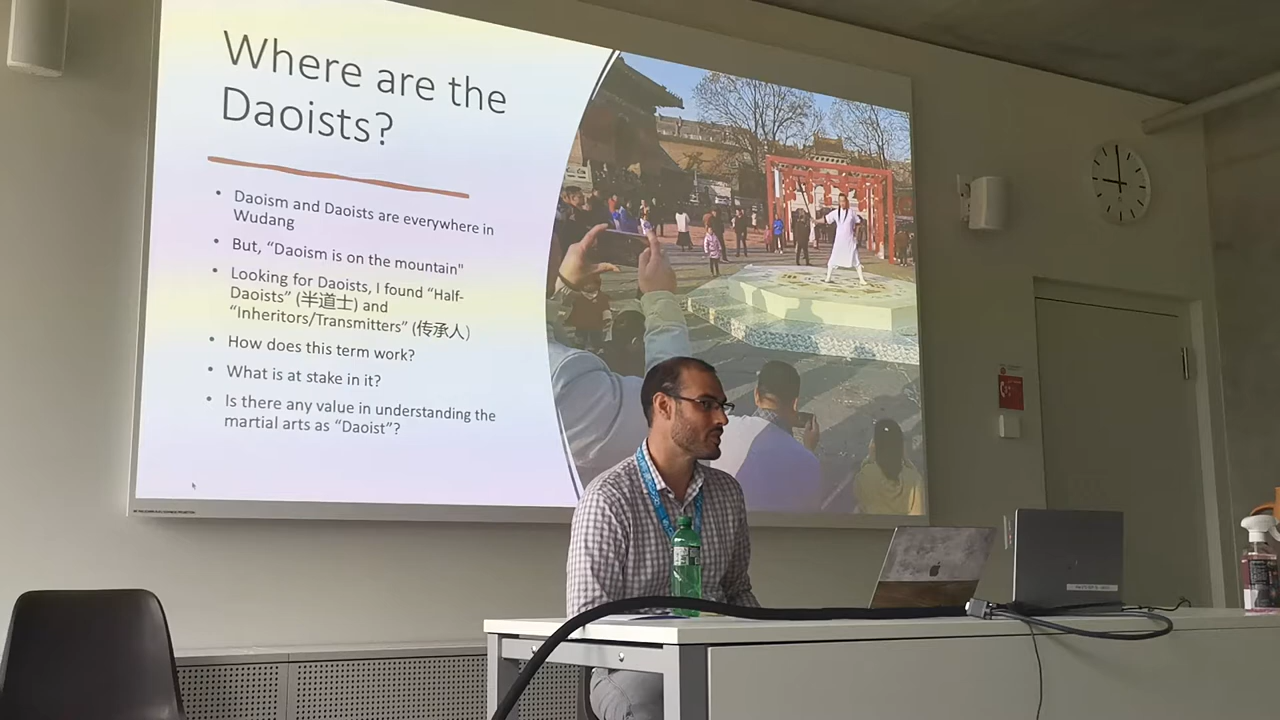 Where are the
Daoists?
• Daoism and Daoists are everywhere in
Wudang
• But, “Daoism is on the mountain"
• Looking for Daoists, I found “Half-
Daoists” (半道士) and
“Inheritors/Transmitters” (传承人)
• How does this term work?
• What is at stake in it?
• Is there any value in understanding the
martial arts as “Daoist”?